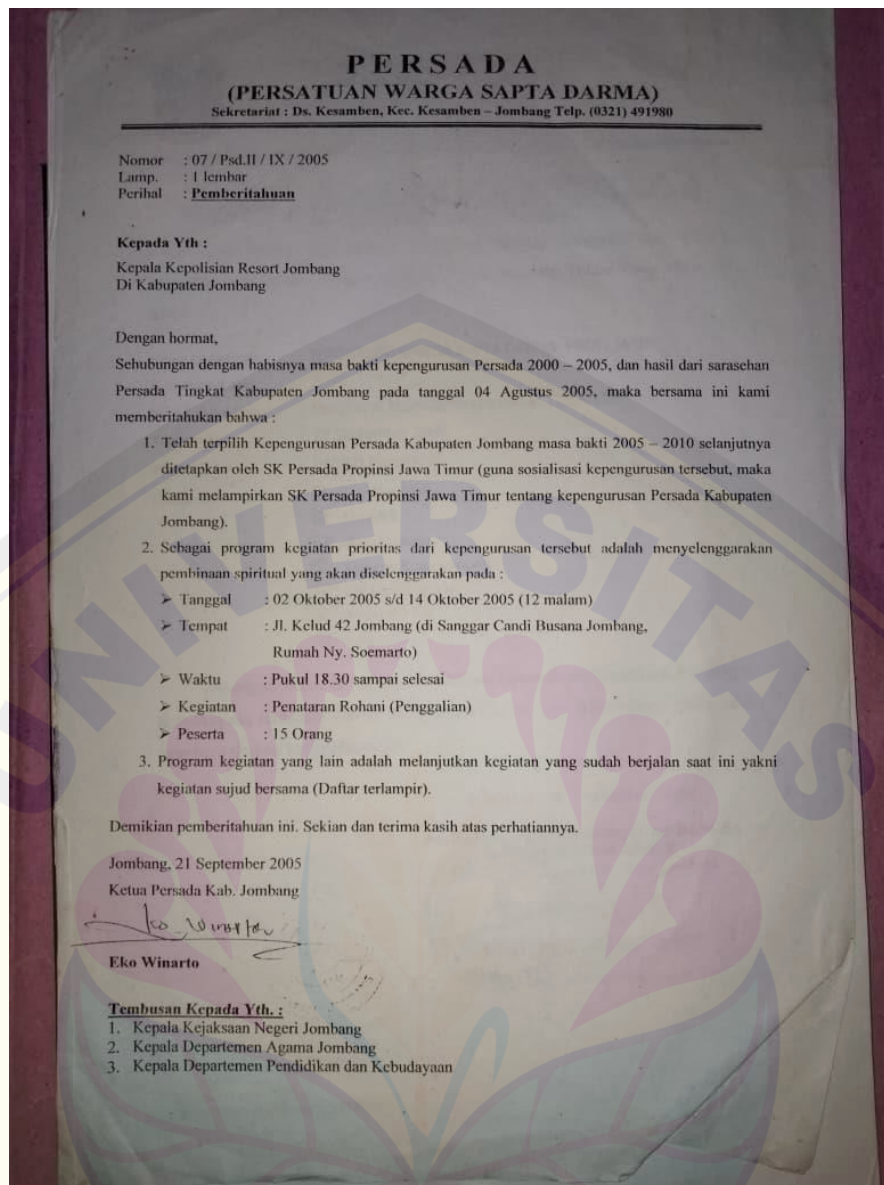 PERSADA
(PERSATUAN WARGA SAPTA DARMA)
Sekretariat : Ds. Kesamben, Kec. Kesamben – Jombang Telp. (0321) 491980
Nomor : 07 / Psd.II / IX / 2005
Lamp. : 1 lembar
Perihal : Pemberitahuan
Kepada Yth :
Kepala Kepolisian Resort Jombang
Di Kabupaten Jombang
Dengan hormat,
Sehubungan dengan habisnya masa bakti kepengurusan Persada 2000 – 2005, dan hasil dari sarasehan
Persada Tingkat Kabupaten Jombang pada tanggal 04 Agustus 2005, maka bersama ini kami
memberitahukan bahwa :
1. Telah terpilih Kepengurusan Persada Kabupaten Jombang masa bakti 2005 – 2010 selanjutnya
ditetapkan oleh SK Persada Propinsi Jawa Timur (guna sosialisasi kepengurusan tersebut, maka
kami melampirkan SK Persada Propinsi Jawa Timur tentang kepengurusan Persada Kabupaten
Jombang).
2. Sebagai program kegiatan prioritas dari kepengurusan tersebut adalah menyelenggarakan
pembinaan spiritual yang akan diselenggarakan pada :
➢ Tanggal : 02 Oktober 2005 s/d 14 Oktober 2005 (12 malam)
➢ Tempat : Jl. Kelud 42 Jombang (di Sanggar Candi Busana Jombang,
Rumah Ny. Soemarto)
➢ Waktu : Pukul 18.30 sampai selesai
➢ Kegiatan : Penataran Rohani (Penggalian)
➢ Peserta : 15 Orang
3. Program kegiatan yang lain adalah melanjutkan kegiatan yang sudah berjalan saat ini yakni
kegiatan sujud bersama (Daftar terlampir).
Demikian pemberitahuan ini. Sekian dan terima kasih atas perhatiannya.
Jombang, 21 September 2005
Ketua Persada Kab. Jombang
Eko Winarto
Eko Winarto
Tembusan Kepada Yth. :
1. Kepala Kejaksaan Negeri Jombang
2. Kepala Departemen Agama Jombang
3. Kepala Departemen Pendidikan dan Kebudayaan
UNIVERSITAS